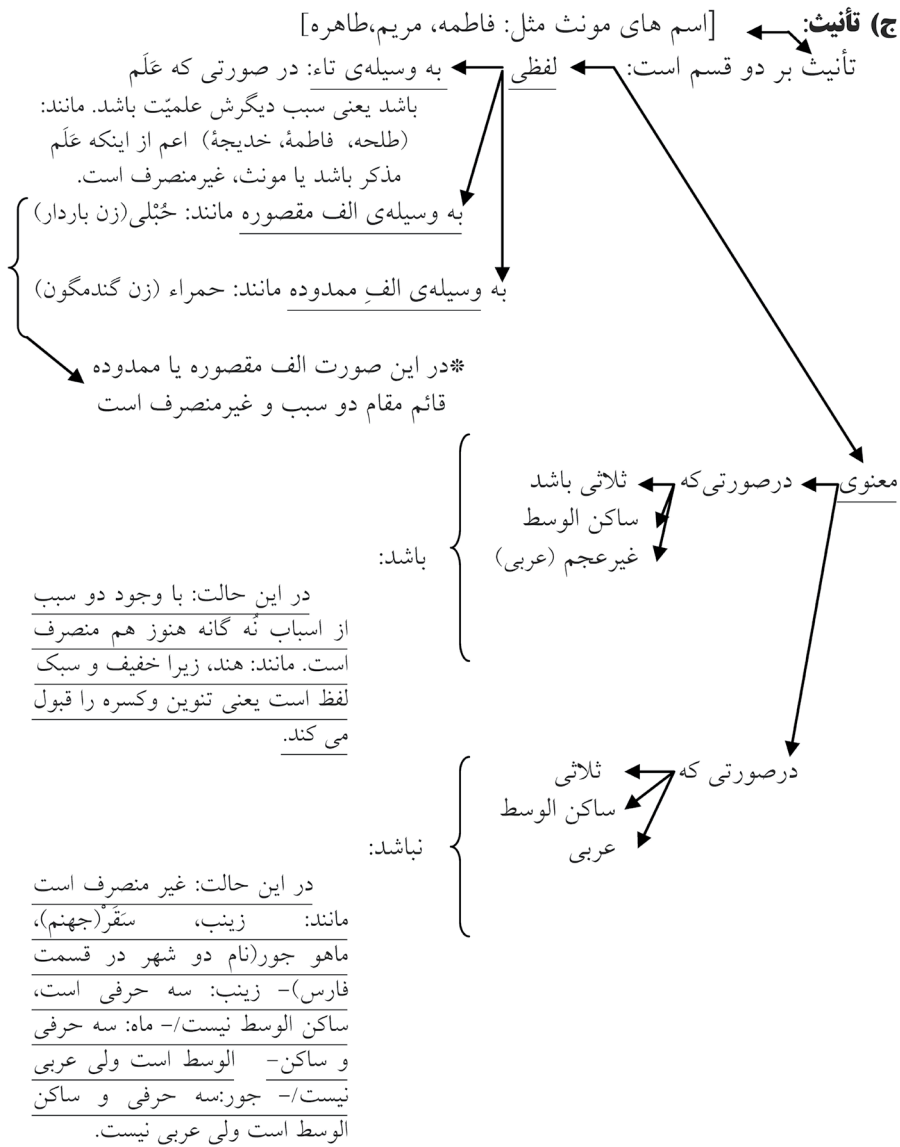 ج) تأنیث: [اسم های مونث مثل: فاطمه، مریم،طاهره]
تأنیث بر دو قسم است: لفظی به وسیله‌ی تاء: در صورتی که عَلَم
باشد یعنی سبب دیگرش علمیّت باشد. مانند:
(طلحه، فاطمة، خدیجة) اعم از اینکه عَلَم
مذکر باشد یا مونث، غیرمنصرف است.
به وسیله‌ی الف مقصوره مانند: حُبْلی(زن باردار)
به وسیله‌ی الفِ ممدوده مانند: حمراء (زن گندمگون)
*در این صورت الف مقصوره یا ممدوده
قائم مقام دو سبب و غیرمنصرف است
معنوی درصورتی‌که ثلاثی باشد
ساکن الوسط
غیرعجم (عربی)
باشد:
در این حالت: با وجود دو سبب
از اسباب نُه گانه هنوز هم منصرف
است. مانند: هند، زیرا خفیف و سبک
لفظ است یعنی تنوین وکسره را قبول
می کند.
درصورتی که ثلاثی
ساکن الوسط
عربی
نباشد:
در این حالت: غیر منصرف است
مانند: زینب، سَقَرْ(جهنم)،
ماهو جور(نام دو شهر در قسمت
فارس)- زینب: سه حرفی است،
ساکن الوسط نیست/- ماه: سه حرفی
و ساکن- الوسط است ولی عربی
نیست/- جور:سه حرفی و ساکن
الوسط است ولی عربی نیست.